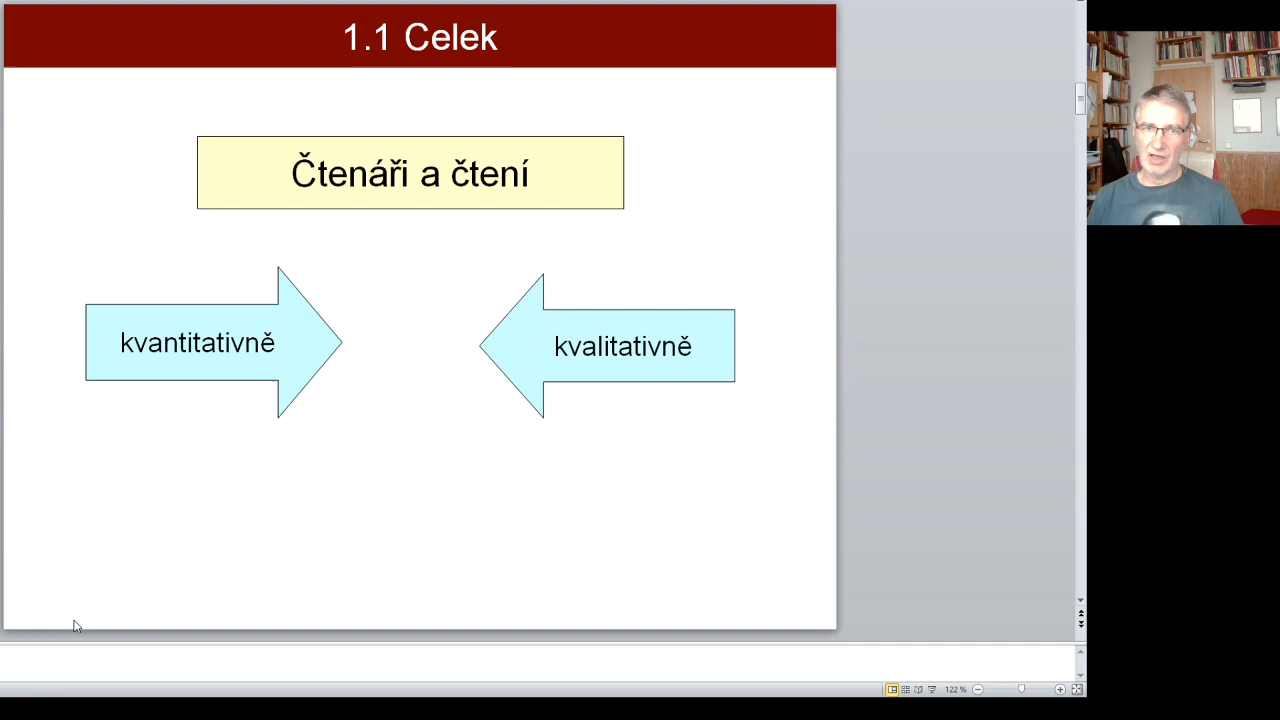 1.1 Celek
Čtenáři a čtení
kvantitativně
kvalitativně
122 %